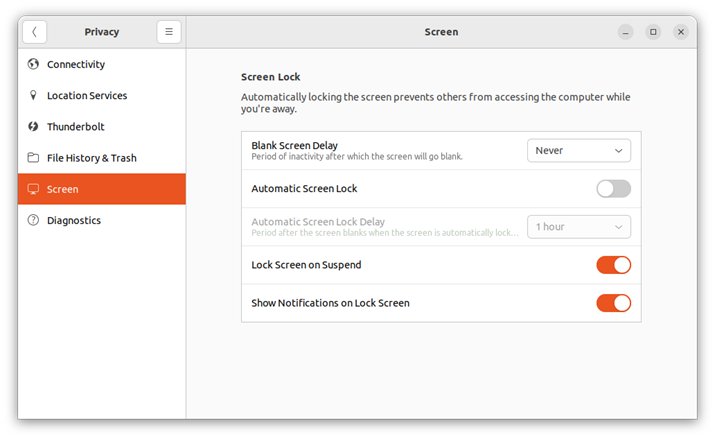 Privacy
Screen
Connectivity
Location Services
Thunderbolt
File History & Trash
Screen
Diagnostics
Screen Lock
Automatically locking the screen prevents others from accessing the computer while
you're away.
Blank Screen Delay
Period of inactivity after which the screen will go blank.
Never
Automatic Screen Lock
Automatic Screen Lock Delay
Period after the screen blanks when the screen is automatically lock…
1 hour
Lock Screen on Suspend
Show Notifications on Lock Screen